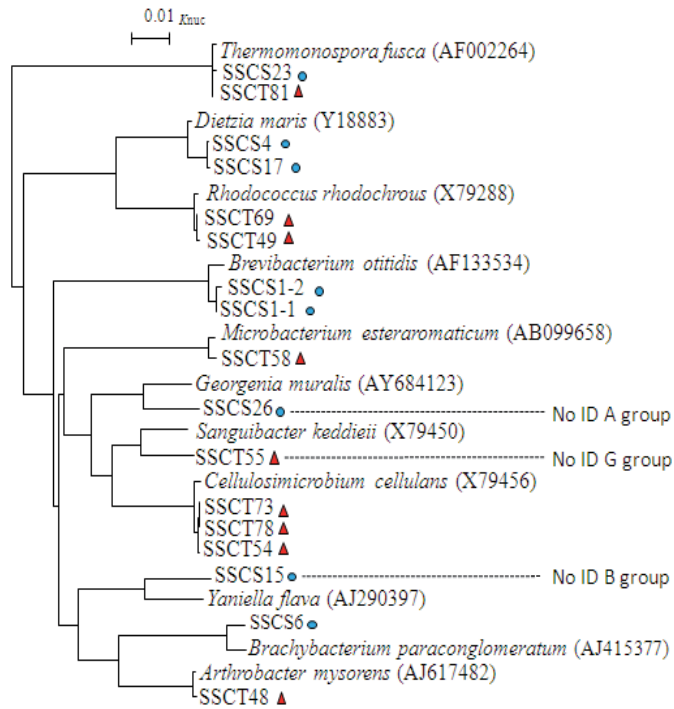 0.01 Knuc
Thermomonospora fusca (AF002264)
SSCS23
SSCT81
Dietzia maris (Y18883)
SSCS4
SSCS17
Rhodococcus rhodochrous (X79288)
SSCT69
SSCT49
Brevibacterium otitidis (AF133534)
SSCS1-2
SSCS1-1
Microbacterium esteraromaticum (AB099658)
SSCT58
Georgenia muralis (AY684123)
SSCS26 No ID A group
Sanguibacter keddieii (X79450)
SSCT55 No ID G group
Cellulosimicrobium cellulans (X79456)
SSCT73
SSCT78
SSCT54
SSCS15 No ID B group
Yaniella flava (AJ290397)
SSCS6
Brachybacterium paraconglomeratum (AJ415377)
Arthrobacter mysorens (AJ617482)
SSCT48